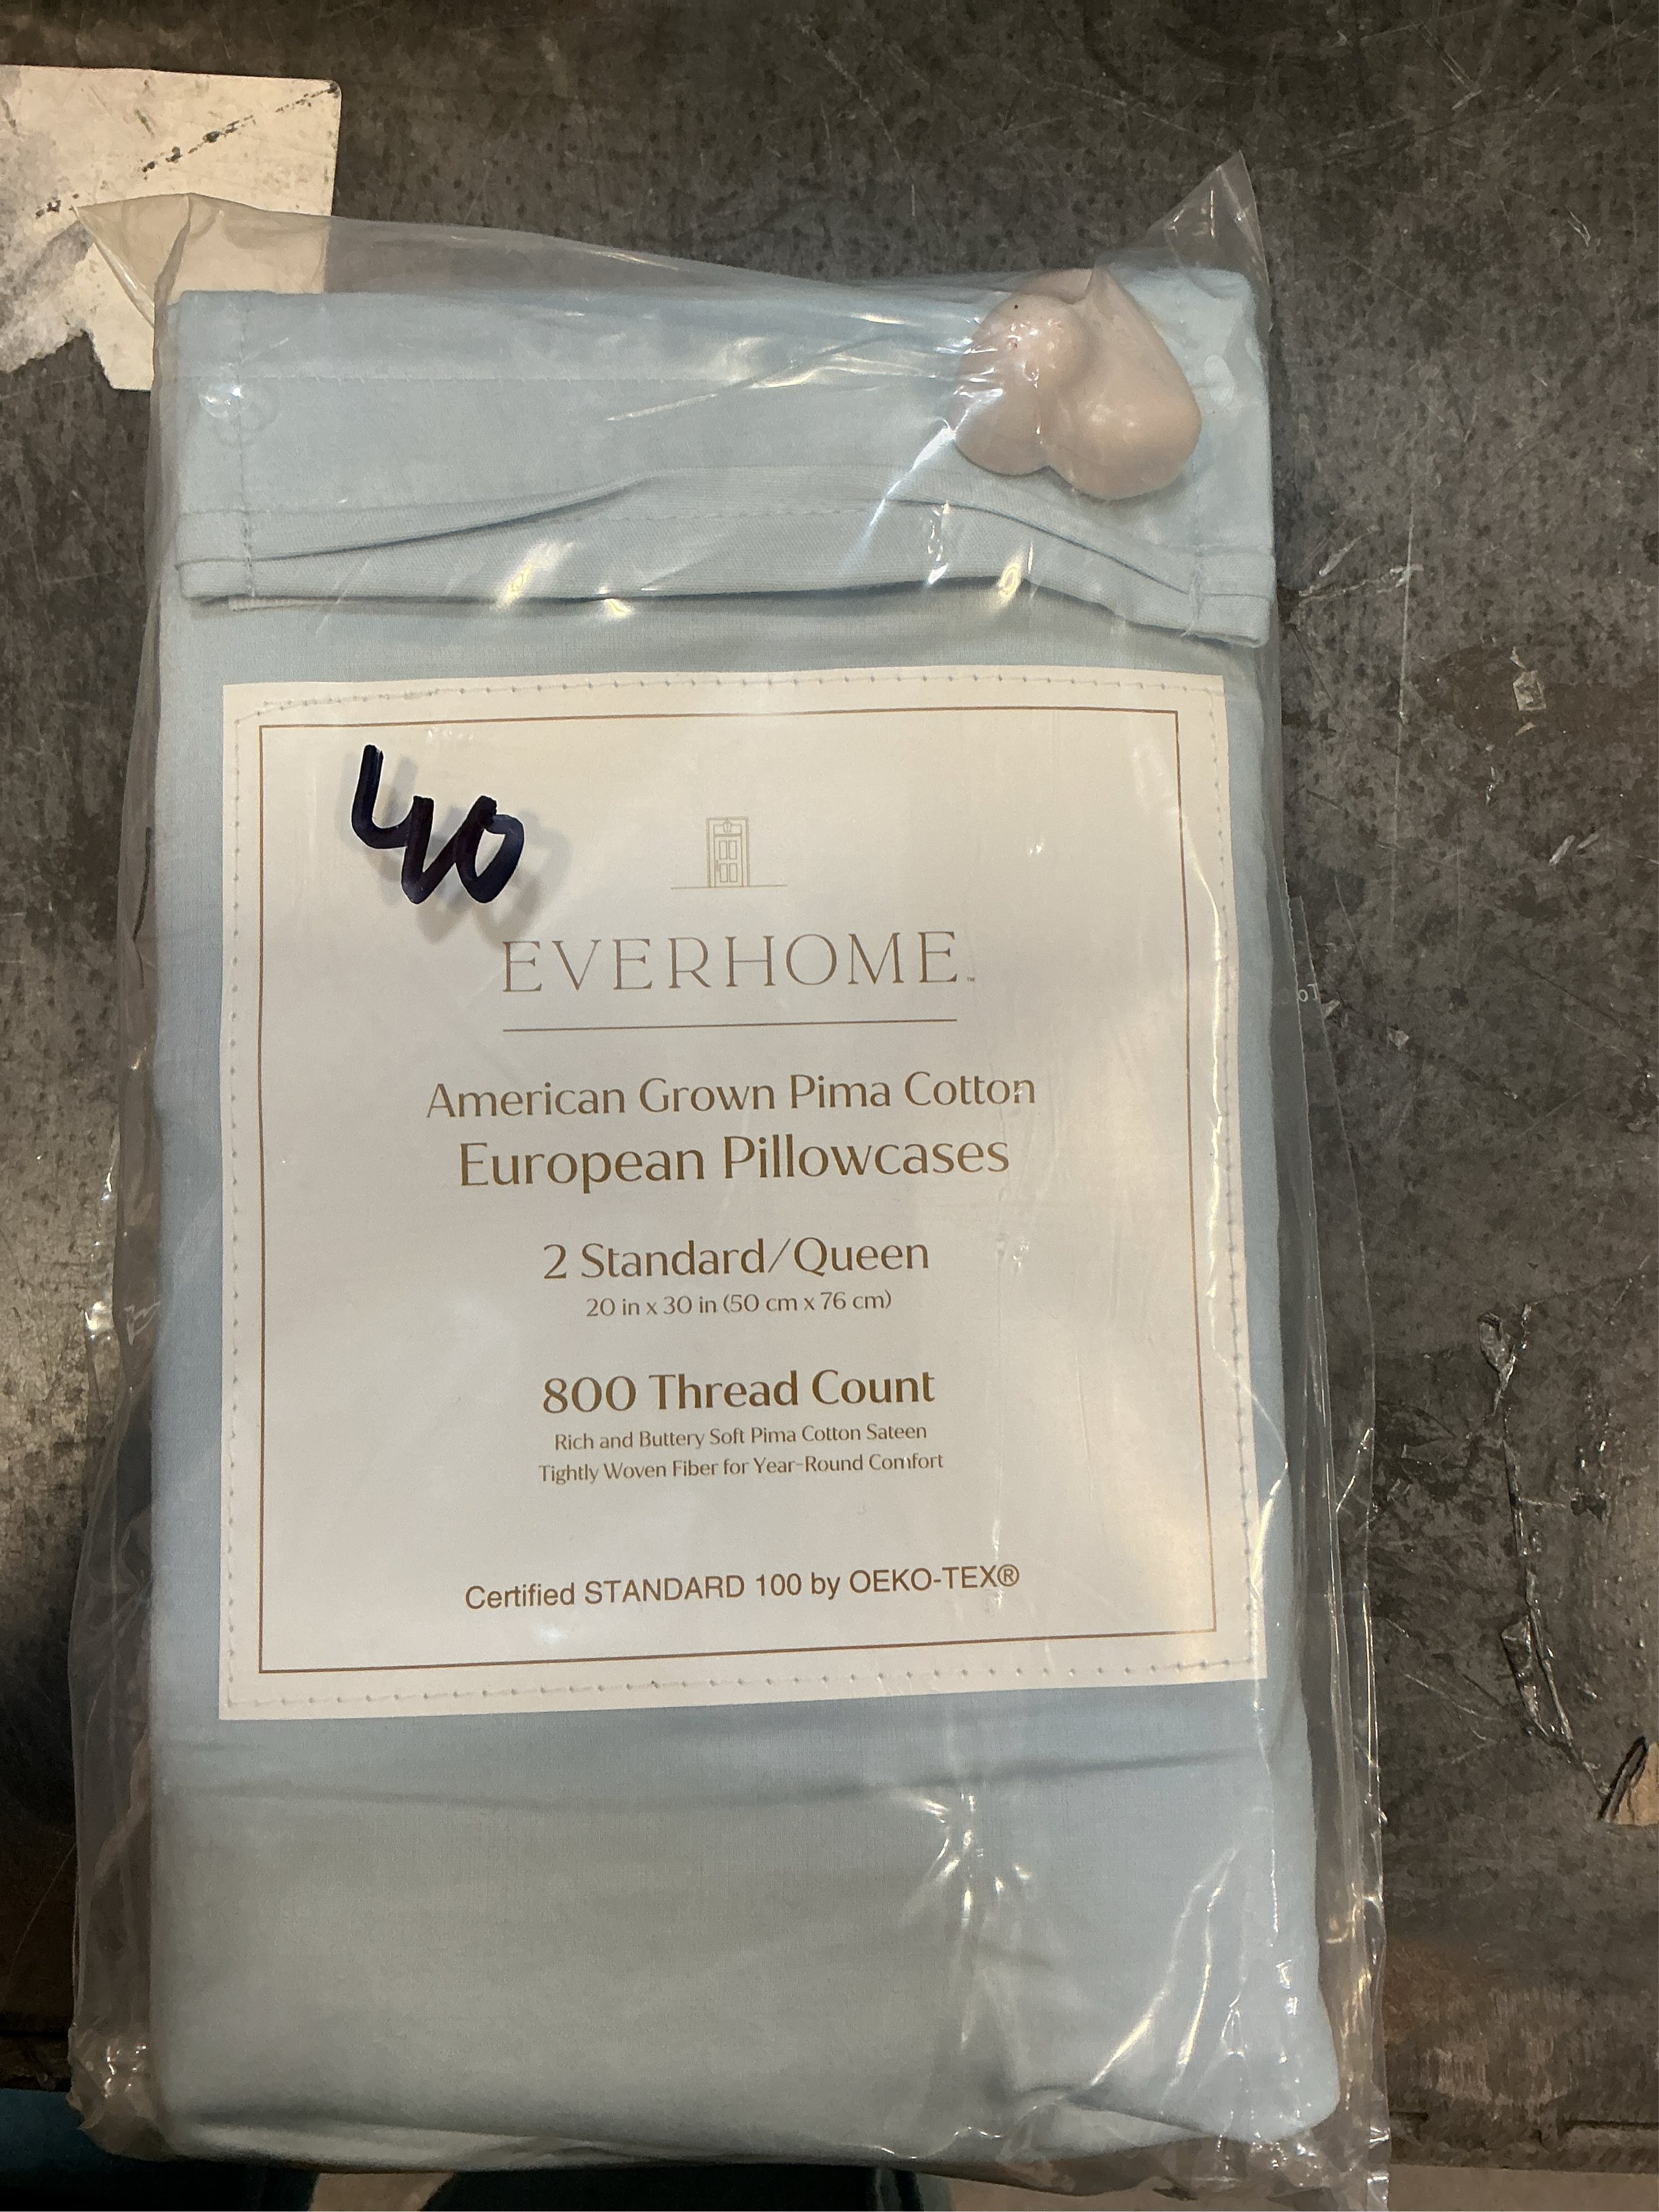 40
EVERHOME™
American Grown Pima Cotton
European Pillowcases
2 Standard/Queen
20 in x 30 in (50 cm x 76 cm)
800 Thread Count
Rich and Buttery Soft Pima Cotton Sateen
Tightly Woven Fiber for Year-Round Comfort
Certified STANDARD 100 by OEKO-TEX®